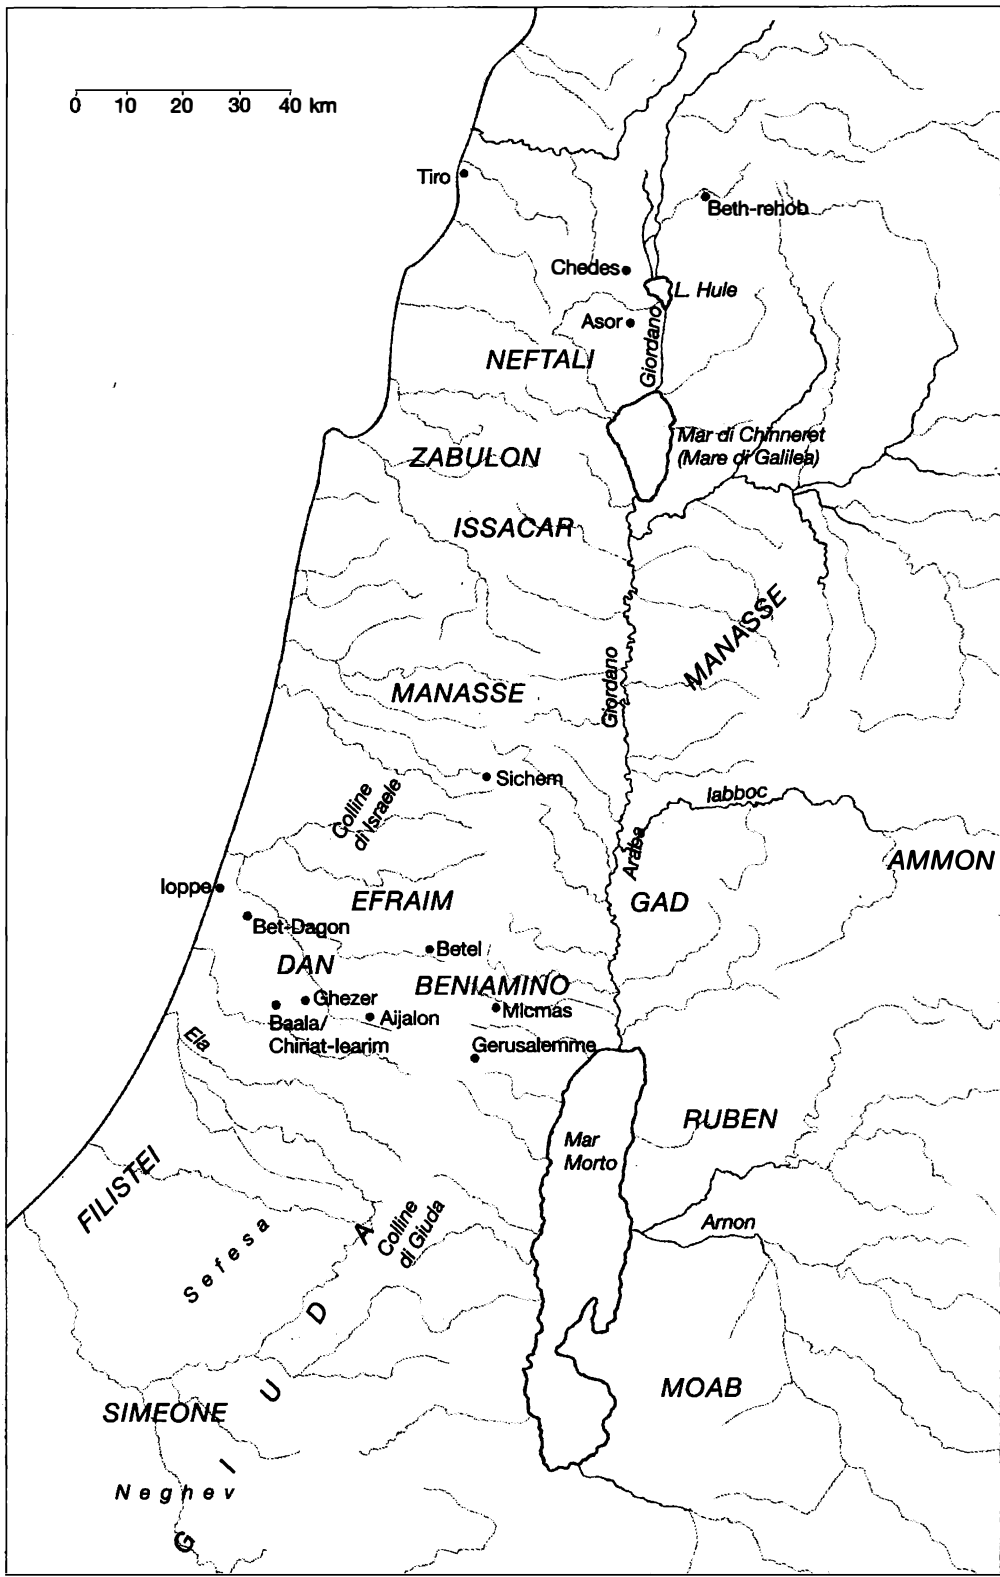 0 10 20 30 40 km
Tiro
Beth-rehob
Chedes
L. Hule
Asor
Giordano
NEFTALI
Mar di Chinneret
(Mare di Galilea)
ZABULON
ISSACAR
MANASSE
Giordano
MANASSE
Sichem
Colline
di Israele
Iabboc
Araba
AMMON
Ioppe
EFRAIM
GAD
Bet-Dagon
Betel
DAN
BENIAMINO
Ghezer
Micmas
Baala/
Chiriat-Iearim
Aijalon
Ela
Gerusalemme
RUBEN
Mar
Morto
FILISTEI
Arnon
Colline
di Giuda
Sefesa
MOAB
SIMEONE
Neghev
GIUDA